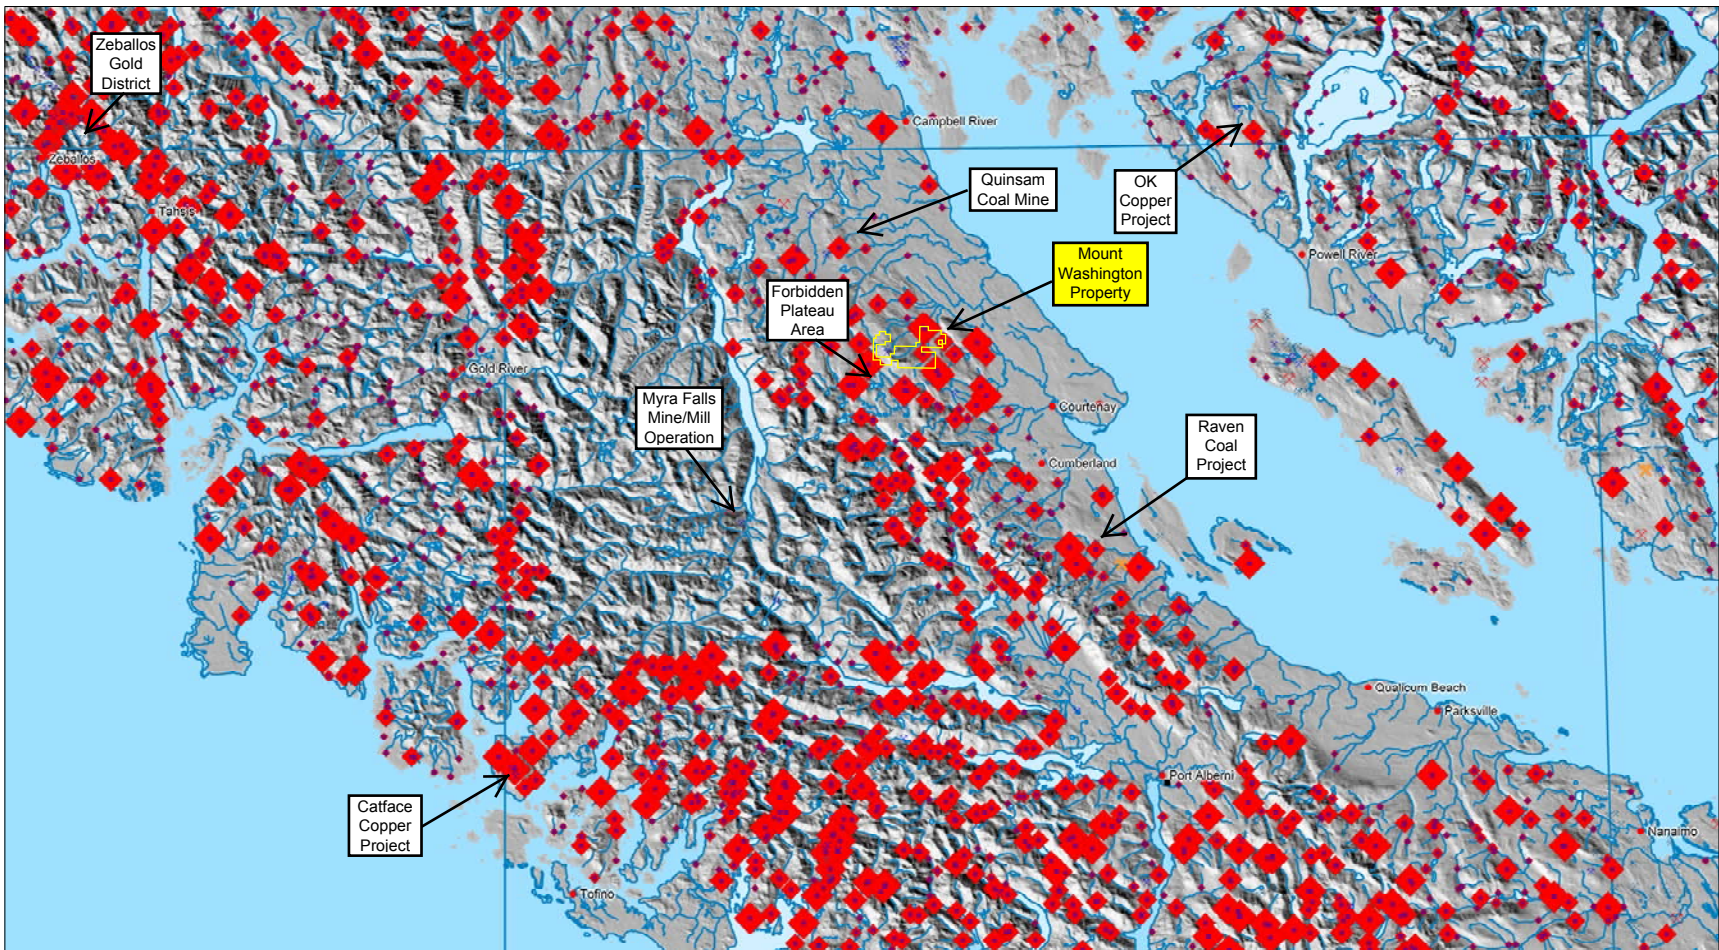 Zeballos
Gold
District
Campbell River
Zeballos
Quinsam
Coal Mine
OK
Copper
Project
Tahsis
Mount
Washington
Property
Powell River
Forbidden
Plateau
Area
Gold River
Myra Falls
Mine/Mill
Operation
Courtenay
Raven
Coal
Project
Cumberland
Qualicum Beach
Parksville
Port Alberni
Catface
Copper
Project
Nanaimo
Tofino